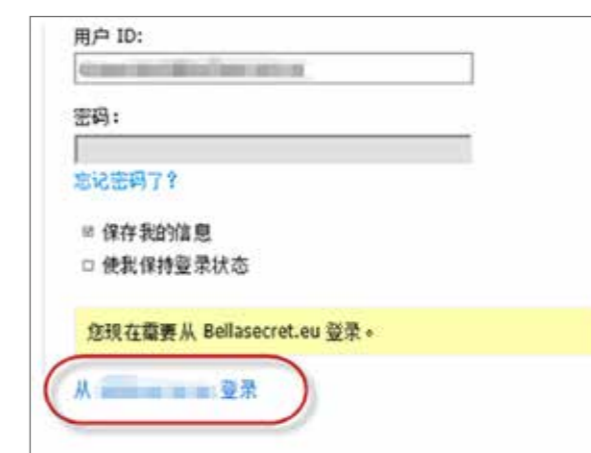 用户 ID:
密码:
忘记密码了?
保存我的信息
使我保持登录状态
您现在需要从 Bellasecret.eu 登录。
从 登录